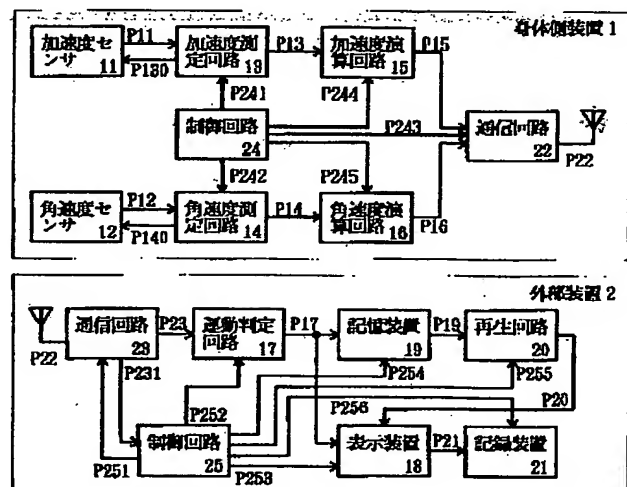 身体側装置 1
加速度セ
ンサ
11
P11
P130
加速度測
定回路
13
P13
加速度演
算回路
15
P15
P241
P244
制御回路
24
P243
通信回路
22
P22
P242
P245
角速度セ
ンサ
12
P12
P140
角速度測
定回路
14
P14
角速度演
算回路
16
P16
外部装置 2
P22
通信回路
23
P23
運動判定
回路
17
P17
記憶装置
19
P19
再生回路
20
P231
P254
P255
P20
P252
P256
P251
制御回路
25
P253
表示装置
18
P21
記録装置
21